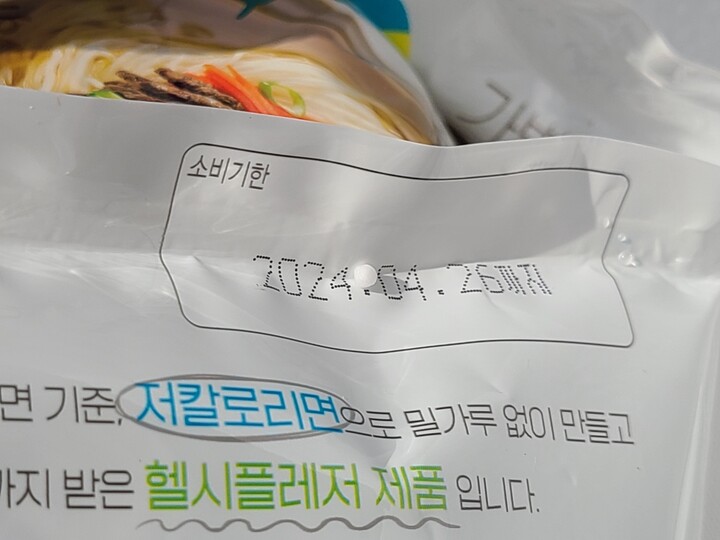 소비기한
2024.04.26까지
면 기준, 저칼로리면으로 밀가루 없이 만들고
까지 받은 헬시플레저 제품 입니다.